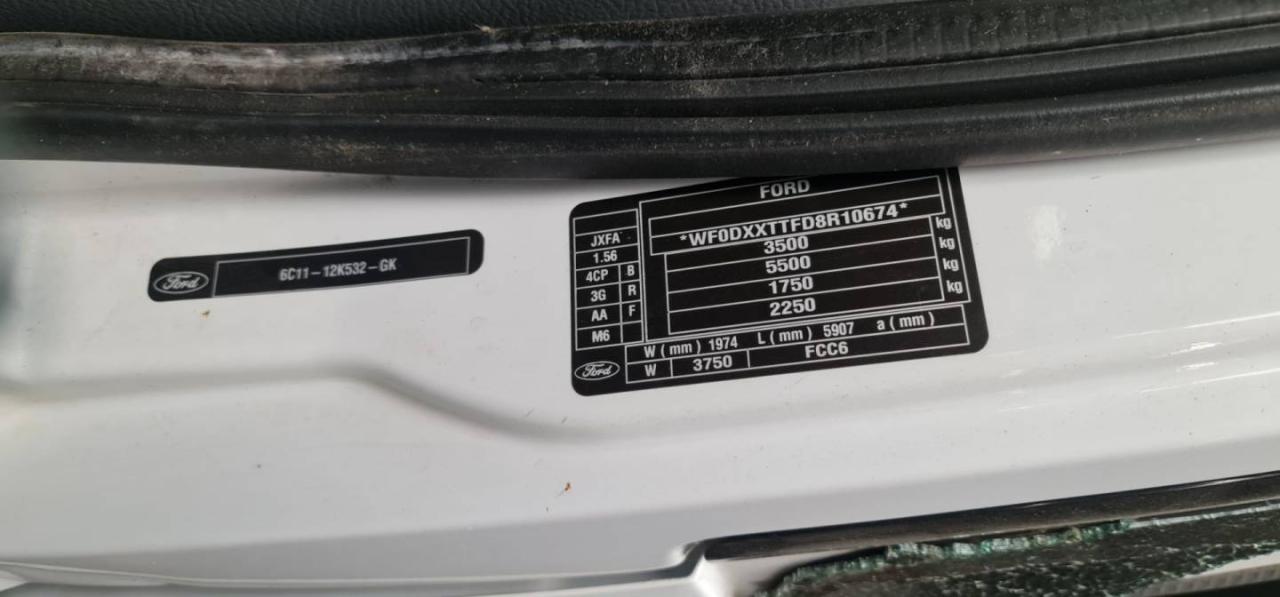 Ford 6C11-12K532-GK
FORD
*WF0DXXTTFD8R10674*
3500 kg
5500 kg
1750 kg
2250
JXFA
1.56
4CP B
3G R
AA F
M6
W (mm) 1974 L (mm) 5907 a (mm)
Ford W 3750 FCC6